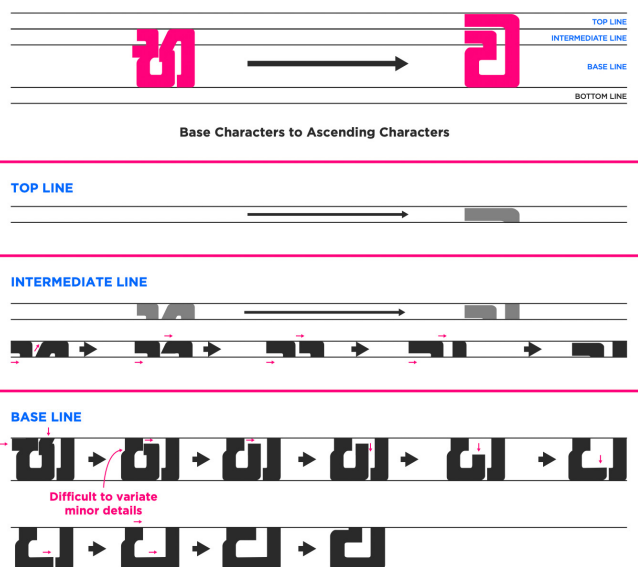 TOP LINE
INTERMEDIATE LINE
BASE LINE
BOTTOM LINE
Base Characters to Ascending Characters
TOP LINE
INTERMEDIATE LINE
BASE LINE
Difficult to variate
minor details